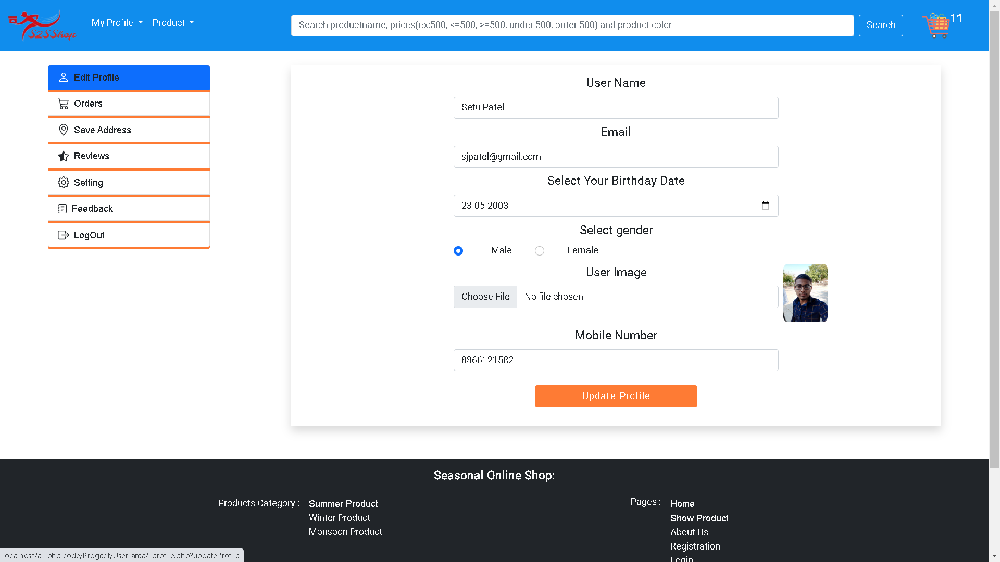 S2SShop
My Profile
Product
Search productname, prices(ex:500, <=500, >=500, under 500, outer 500) and product color
Search
11
Edit Profile
Orders
Save Address
Reviews
Setting
Feedback
LogOut
User Name
Setu Patel
Email
sjpatel@gmail.com
Select Your Birthday Date
23-05-2003
Select gender
Male Female
User Image
Choose File No file chosen
Mobile Number
8866121582
Update Profile
Seasonal Online Shop:
Products Category :
Summer Product
Winter Product
Monsoon Product
Pages :
Home
Show Product
About Us
Registration
Login
localhost/all php code/Progect/User_area/_profile.php?updateProfile